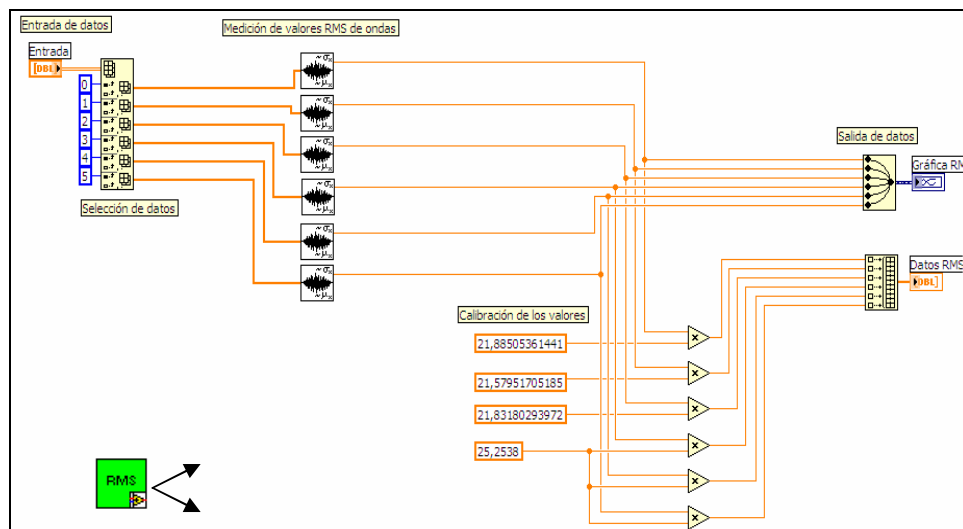 Entrada de datos
Medición de valores RMS de ondas
Entrada
[DBL]
0
1
2
3
4
5
Selección de datos
Salida de datos
Gráfica RM
Datos RMS
DBL]
Calibración de los valores
21,88505361441
21,57951705185
21,83180293972
25,2538
RMS